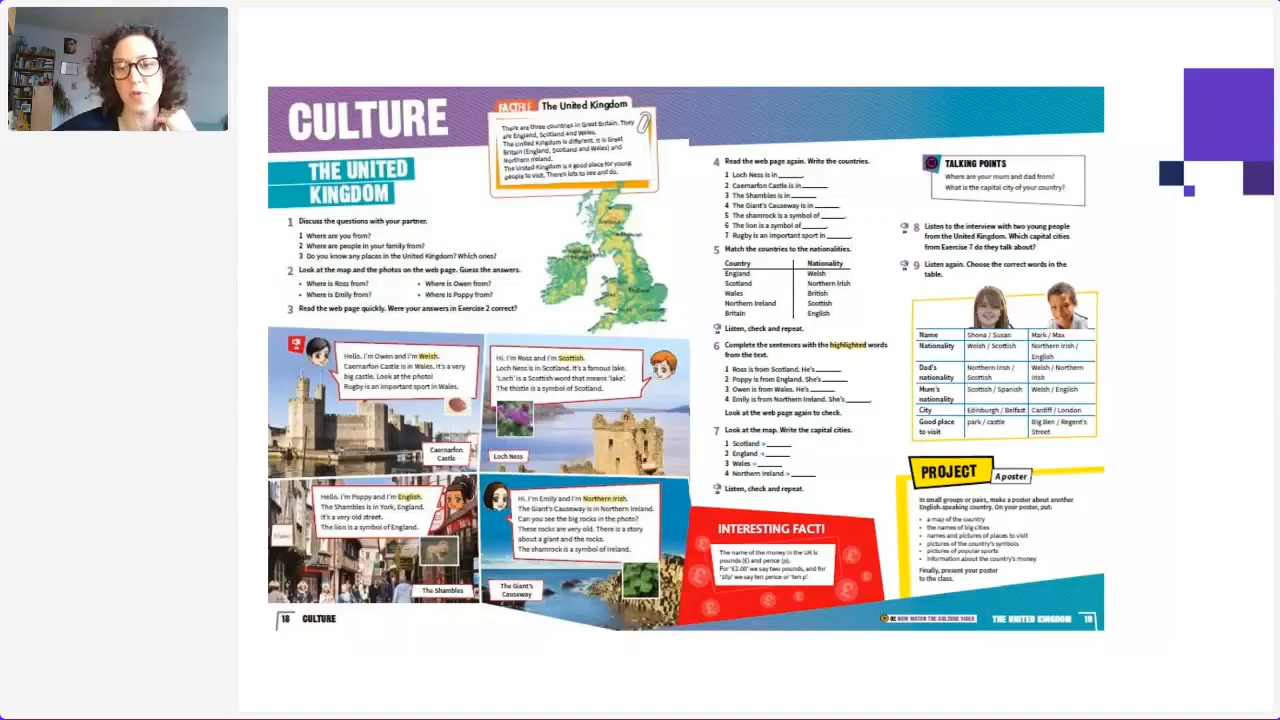 CULTURE
THE UNITED
KINGDOM
FACTFILE The United Kingdom
There are three countries in Great Britain. They
are England, Scotland and Wales.
The United Kingdom is different. It is Great
Britain (England, Scotland and Wales) and
Northern Ireland.
The United Kingdom is a good place for young
people to visit. There's lots to see and do.
1 Discuss the questions with your partner.
1 Where are you from?
2 Where are people in your family from?
3 Do you know any places in the United Kingdom? Which ones?
2 Look at the map and the photos on the web page. Guess the answers.
• Where is Ross from?
• Where is Owen from?
• Where is Emily from?
• Where is Poppy from?
3 Read the web page quickly. Were your answers in Exercise 2 correct?
Hello. I'm Owen and I'm Welsh.
Caernarfon Castle is in Wales. It's a very
big castle. Look at the photo!
Rugby is an important sport in Wales.
Caernarfon
Castle
Hi. I'm Ross and I'm Scottish.
Loch Ness is in Scotland. It's a famous lake.
'Loch' is a Scottish word that means 'lake'.
The thistle is a symbol of Scotland.
Loch Ness
Hello. I'm Poppy and I'm English.
The Shambles is in York, England.
It's a very old street.
The lion is a symbol of England.
The Shambles
Hi. I'm Emily and I'm Northern Irish.
The Giant's Causeway is in Northern Ireland.
Can you see the big rocks in the photo?
These rocks are very old. There is a story
about a giant and the rocks.
The shamrock is a symbol of Ireland.
The Giant's
Causeway
18 CULTURE
4 Read the web page again. Write the countries.
1 Loch Ness is in _____.
2 Caernarfon Castle is in _____.
3 The Shambles is in _____.
4 The Giant's Causeway is in _____.
5 The shamrock is a symbol of _____.
6 The lion is a symbol of _____.
7 Rugby is an important sport in _____.
5 Match the countries to the nationalities.
Country Nationality
England Welsh
Scotland Northern Irish
Wales British
Northern Ireland Scottish
Britain English
Listen, check and repeat.
6 Complete the sentences with the highlighted words
from the text.
1 Ross is from Scotland. He's _____
2 Poppy is from England. She's _____
3 Owen is from Wales. He's _____
4 Emily is from Northern Ireland. She's _____.
Look at the web page again to check.
7 Look at the map. Write the capital cities.
1 Scotland → _____
2 England → _____
3 Wales → _____
4 Northern Ireland → _____
Listen, check and repeat.
INTERESTING FACT!
The name of the money in the UK is
pounds (£) and pence (p).
For '£2.00' we say two pounds, and for
'10p' we say ten pence or 'ten p'.
TALKING POINTS
Where are your mum and dad from?
What is the capital city of your country?
8 Listen to the interview with two young people
from the United Kingdom. Which capital cities
from Exercise 7 do they talk about?
9 Listen again. Choose the correct words in the
table.
Name Shona / Susan Mark / Max
Nationality Welsh / Scottish Northern Irish /
English
Dad's nationality Northern Irish / Scottish Welsh / Northern Irish
Mum's nationality Scottish / Spanish Welsh / English
City Edinburgh / Belfast Cardiff / London
Good place to visit park / castle Big Ben / Regent's Street
PROJECT A poster
In small groups or pairs, make a poster about another
English-speaking country. On your poster, put:
• a map of the country
• the names of big cities
• names and pictures of places to visit
• pictures of the country's symbols
• pictures of popular sports
• information about the country's money
Finally, present your poster
to the class.
02 NOW WATCH THE CULTURE VIDEO
THE UNITED KINGDOM 19